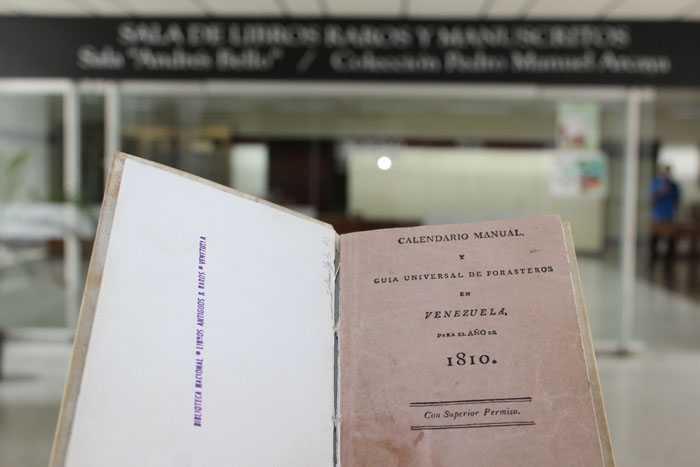 SALA DE LIBROS RAROS Y MANUSCRITOS
Sala "Andrés Bello" / Colección Pedro Manuel Arcaya
BIBLIOTECA NACIONAL * LIBROS ANTIGUOS & RAROS * VENEZUELA
CALENDARIO MANUAL.
Y
GUIA UNIVERSAL DE FORASTEROS
EN
VENEZUELA,
PARA EL AÑO DE
1810.
Con Superior Permiso.